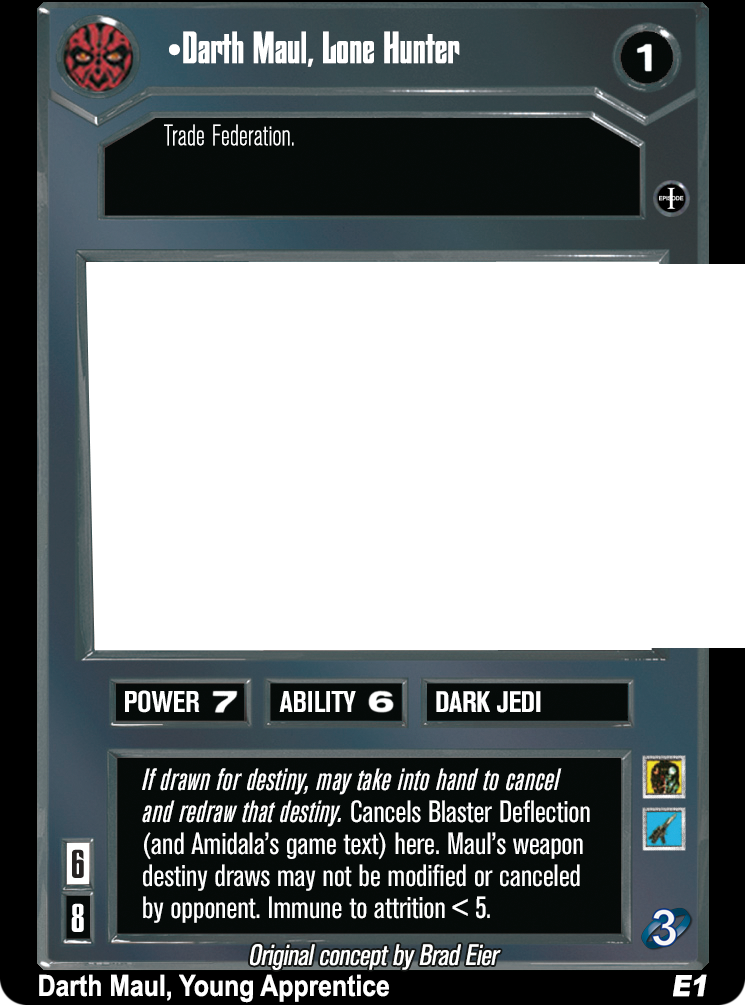 •Darth Maul, Lone Hunter
1
Trade Federation.
EPISODE
I
POWER 7
ABILITY 6
DARK JEDI
If drawn for destiny, may take into hand to cancel
and redraw that destiny. Cancels Blaster Deflection
(and Amidala's game text) here. Maul's weapon
destiny draws may not be modified or canceled
by opponent. Immune to attrition < 5.
6
8
3
Original concept by Brad Eier
Darth Maul, Young Apprentice
E1